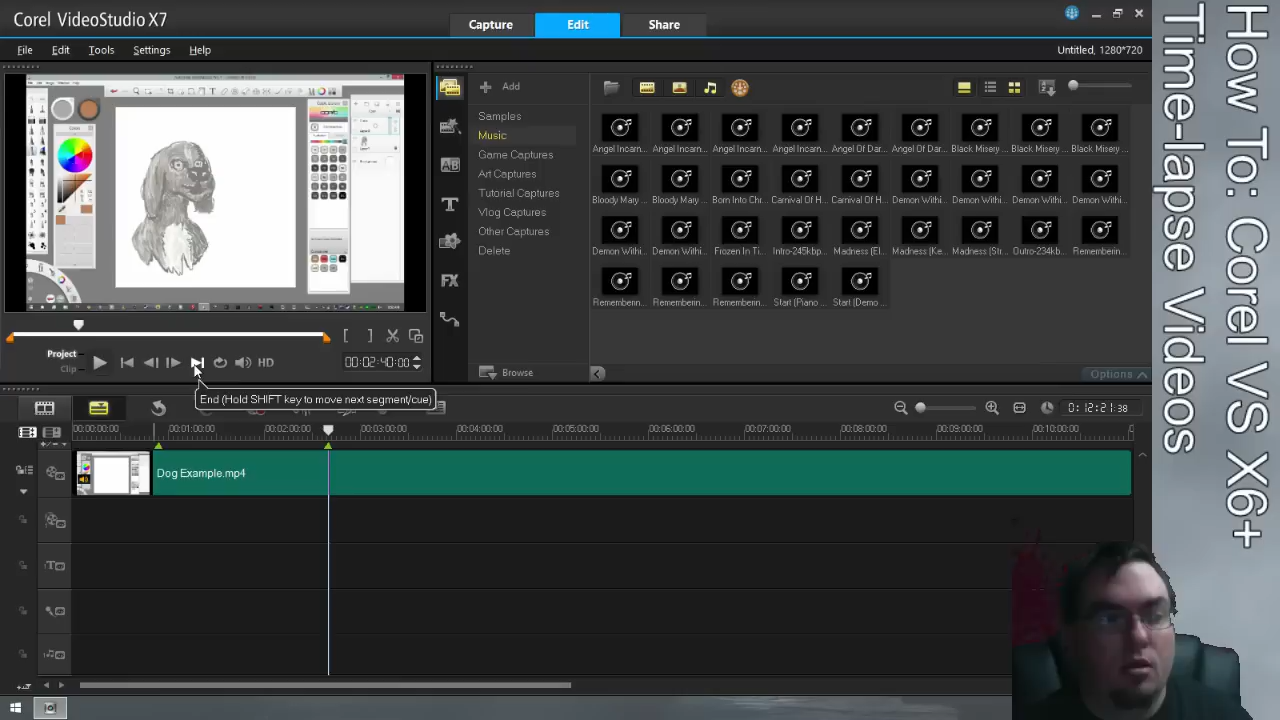 Corel VideoStudio X7
Capture
Edit
Share
File
Edit
Tools
Settings
Help
Untitled, 1280*720
Add
Samples
Music
Game Captures
Art Captures
Tutorial Captures
Vlog Captures
Other Captures
Delete
Browse
Angel Incarn...
Angel Incarn...
Angel Incarn...
Angel Incarn...
Angel Of Dar...
Angel Of Dar...
Black Misery ...
Black Misery ...
Black Misery ...
Bloody Mary ...
Bloody Mary ...
Born Into Chr...
Carnival Of H...
Carnival Of H...
Demon Withi...
Demon Withi...
Demon Withi...
Demon Withi...
Demon Withi...
Demon Withi...
Frozen In Ti...
Intro-245kbp...
Madness (El...
Madness (Ke...
Madness (Str...
Outro-234kb...
Rememberin...
Rememberin...
Rememberin...
Rememberin...
Start (Piano ...
Start (Demo ...
Options
Project
Clip
HD
00:02:40:00
End (Hold SHIFT key to move next segment/cue)
0:12:21:38
00:00:00:00
00:01:00:00
00:02:00:00
00:03:00:00
00:04:00:00
00:05:00:00
00:06:00:00
00:07:00:00
00:08:00:00
00:09:00:00
00:10:00:00
Dog Example.mp4
FX
How To: Corel VS X6+
Time-lapse Videos